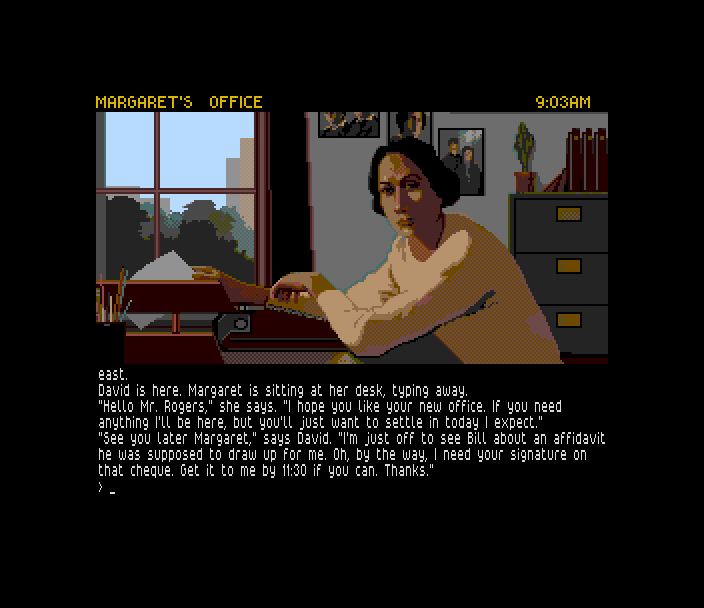 MARGARET'S OFFICE 9:03AM
east.
David is here. Margaret is sitting at her desk, typing away.
"Hello Mr. Rogers," she says. "I hope you like your new office. If you need
anything I'll be here, but you'll just want to settle in today I expect."
"See you later Margaret," says David. "I'm just off to see Bill about an affidavit
he was supposed to draw up for me. Oh, by the way, I need your signature on
that cheque. Get it to me by 11:30 if you can. Thanks."
> _